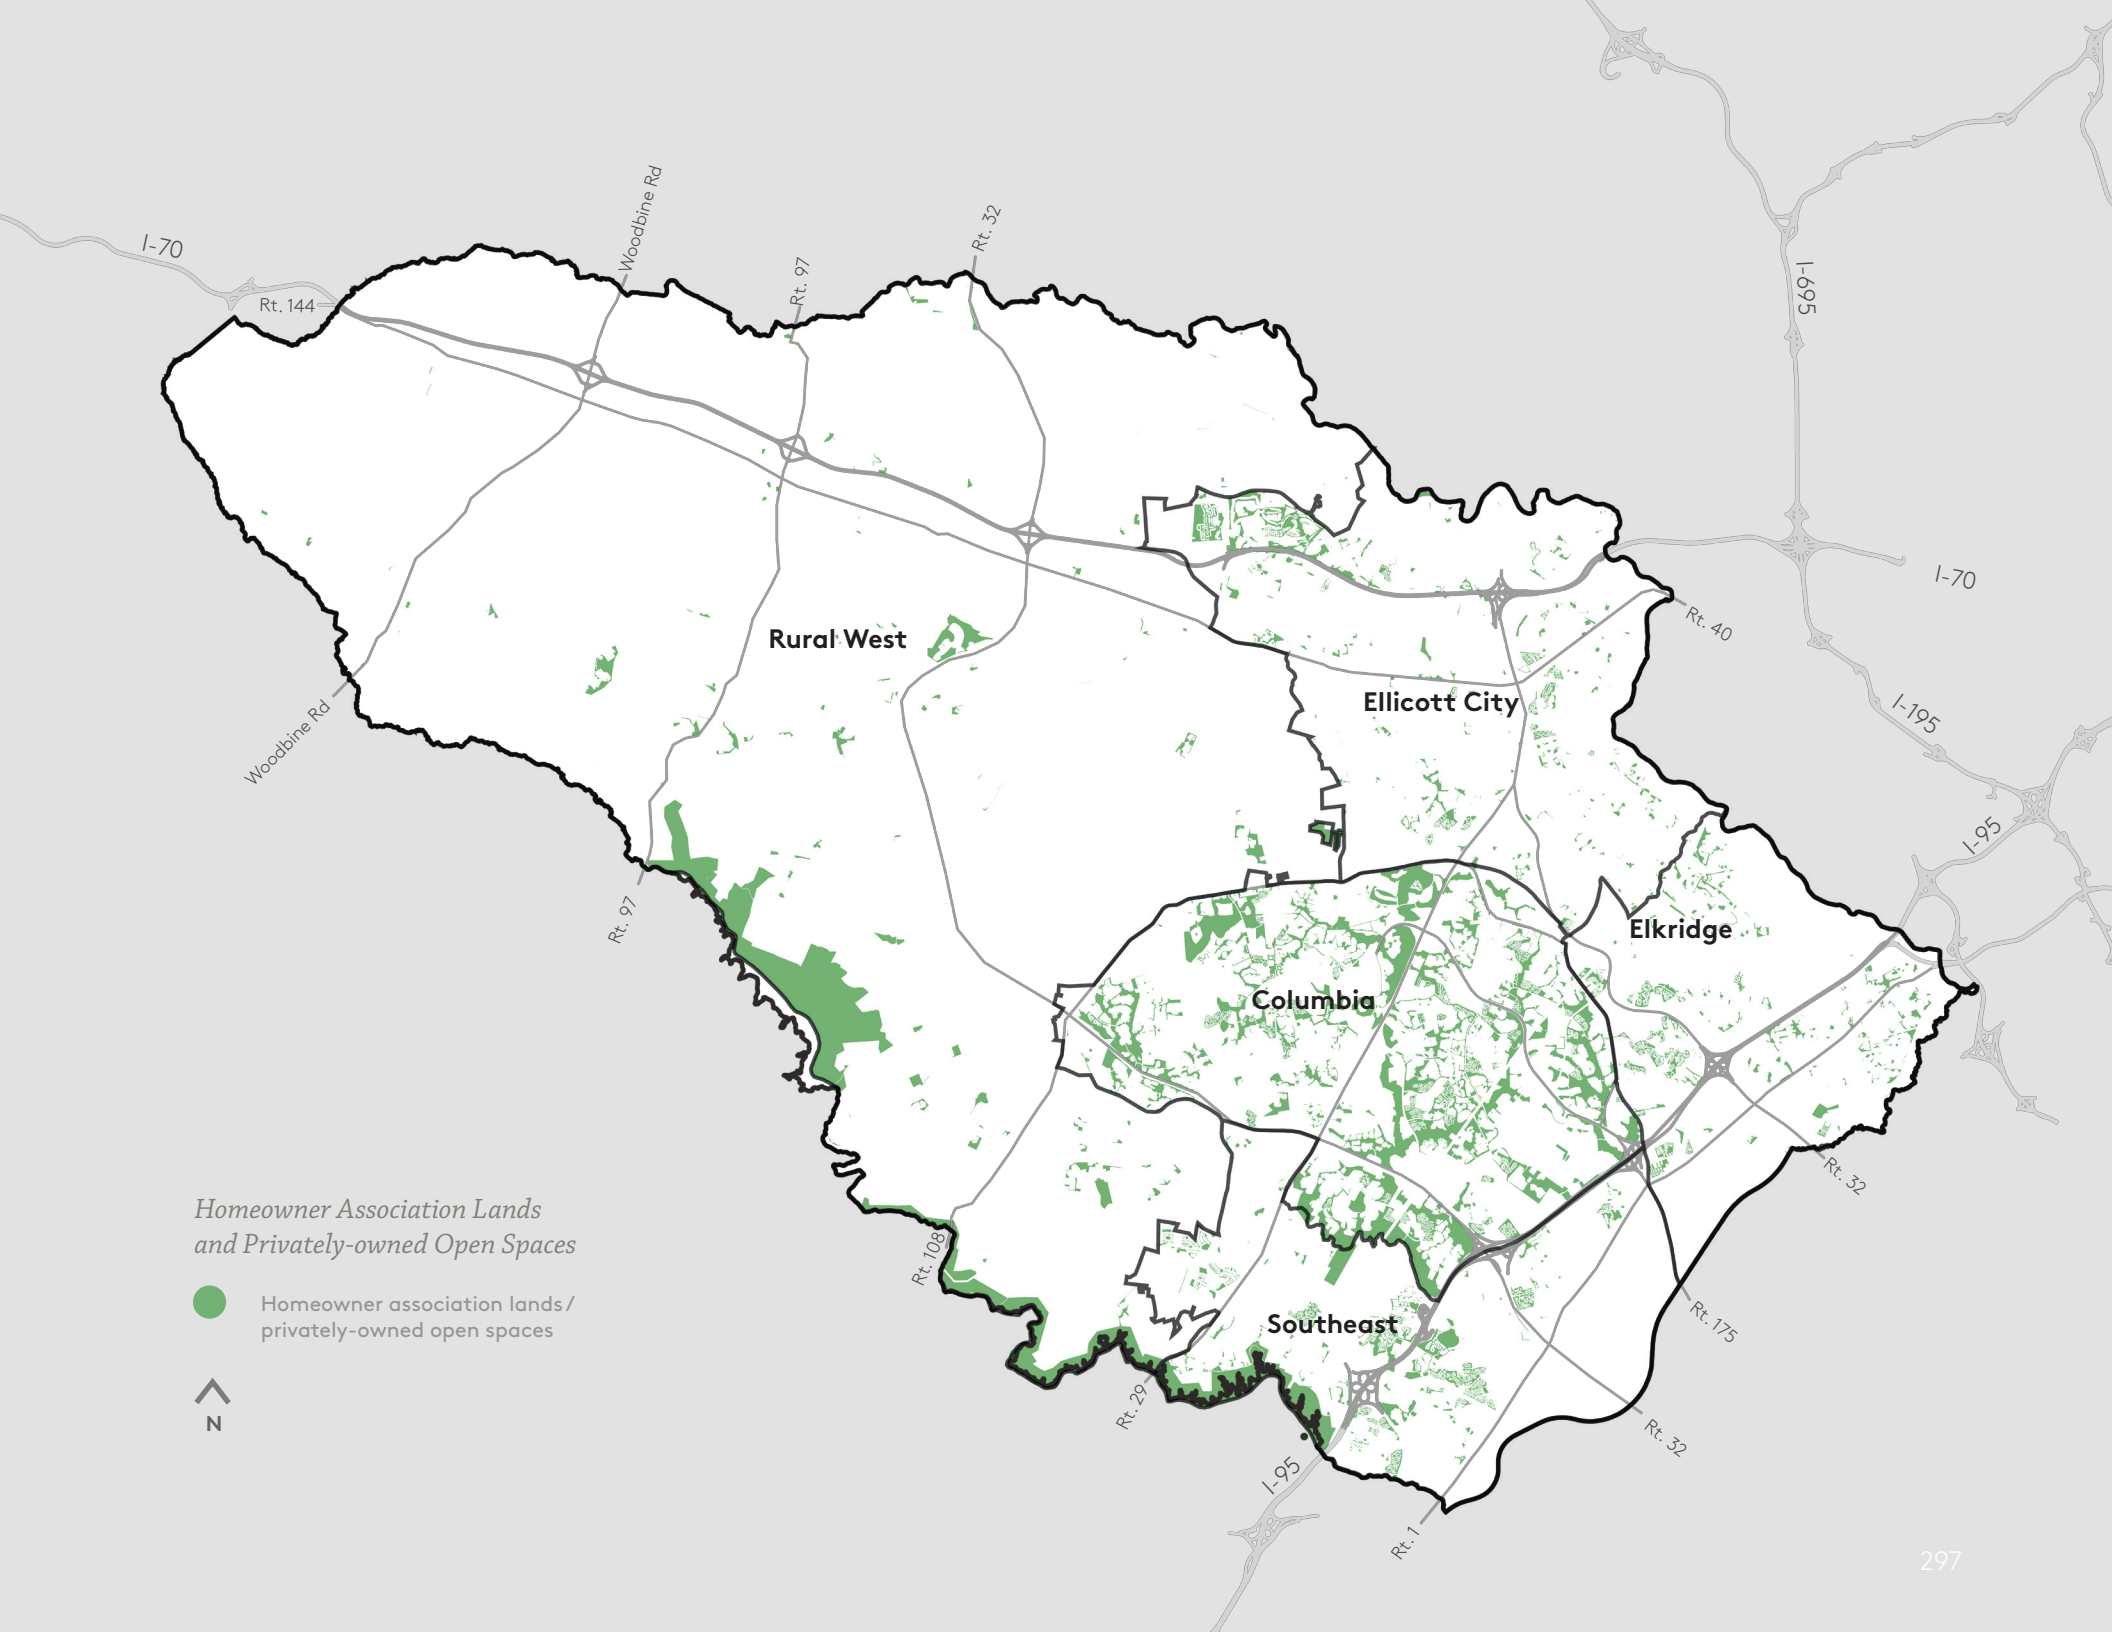 I-70
Rt. 144
Woodbine Rd
Rt. 97
Rt. 32
I-695
I-70
Rt. 40
I-195
I-95
Rural West
Ellicott City
Elkridge
Columbia
Southeast
Woodbine Rd
Rt. 97
Rt. 108
Rt. 29
I-95
Rt. 1
Rt. 32
Rt. 175
Rt. 32
Homeowner Association Lands
and Privately-owned Open Spaces
Homeowner association lands/
privately-owned open spaces
N
297